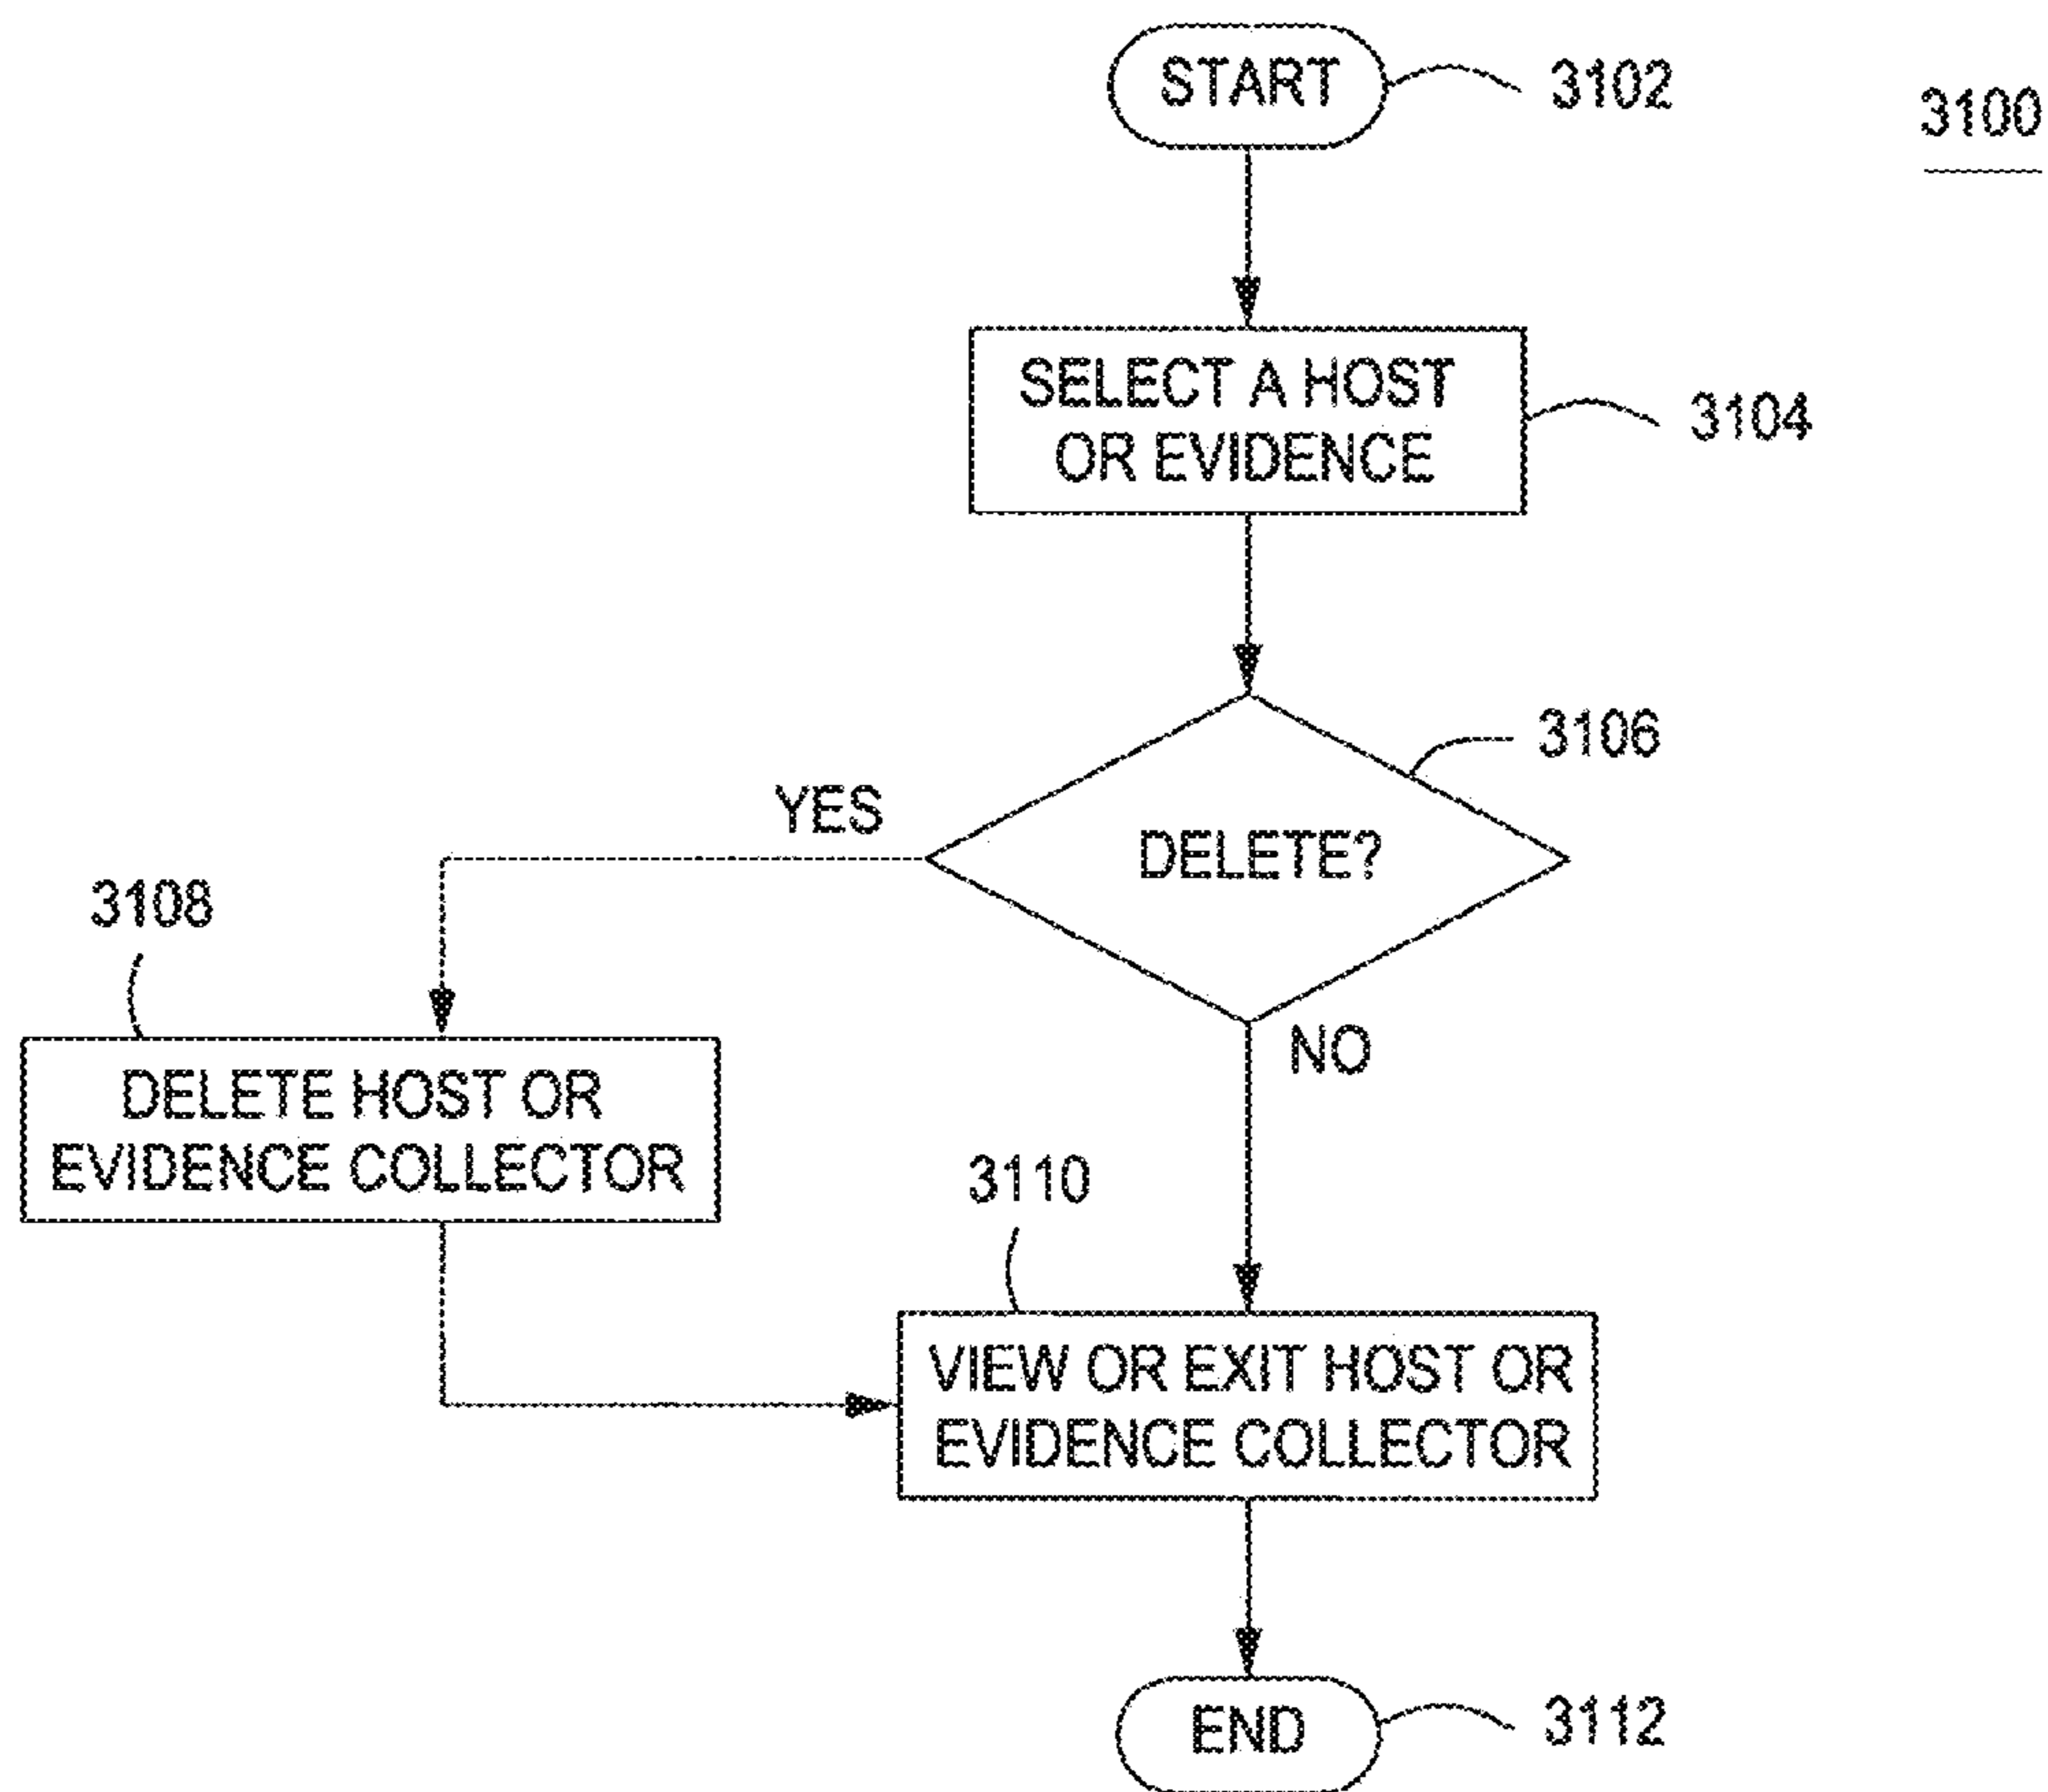 START
3102
3100
SELECT A HOST
OR EVIDENCE
3104
3106
YES
DELETE?
3108
NO
DELETE HOST OR
EVIDENCE COLLECTOR
3110
VIEW OR EXIT HOST OR
EVIDENCE COLLECTOR
END
3112